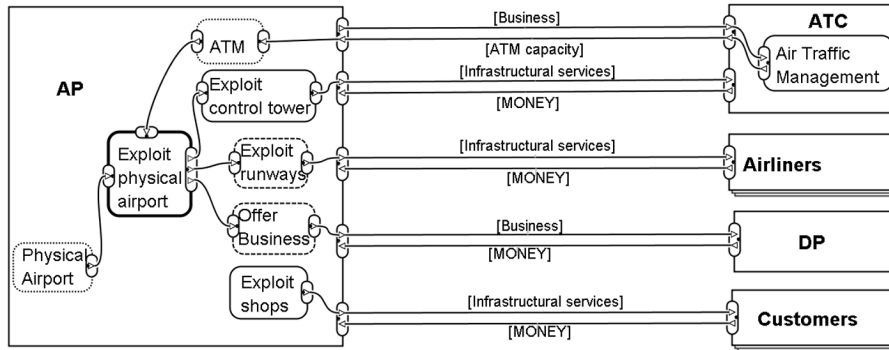 [Business]
ATC
ATM
[ATM capacity]
Air Traffic
Management
AP
Exploit
control tower
[Infrastructural services]
[MONEY]
Exploit
physical
airport
Exploit
runways
[Infrastructural services]
[MONEY]
Airliners
Offer
Business
[Business]
[MONEY]
DP
Physical
Airport
Exploit
shops
[Infrastructural services]
[MONEY]
Customers